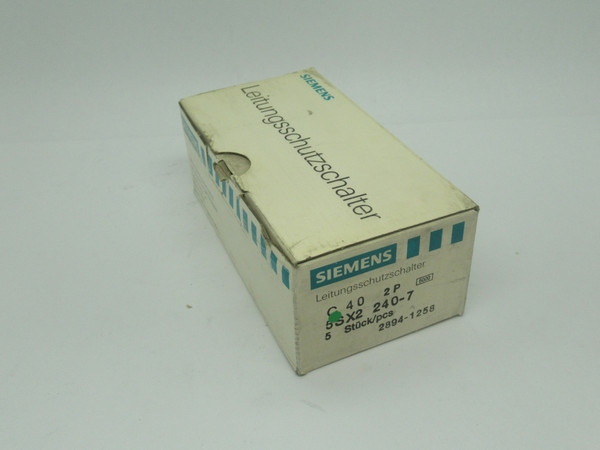 SIEMENS
Leitungsschutzschalter
SIEMENS
Leitungsschutzschalter
C 40 2P
5SX2 240-7
5 Stück/pcs 2894-1258